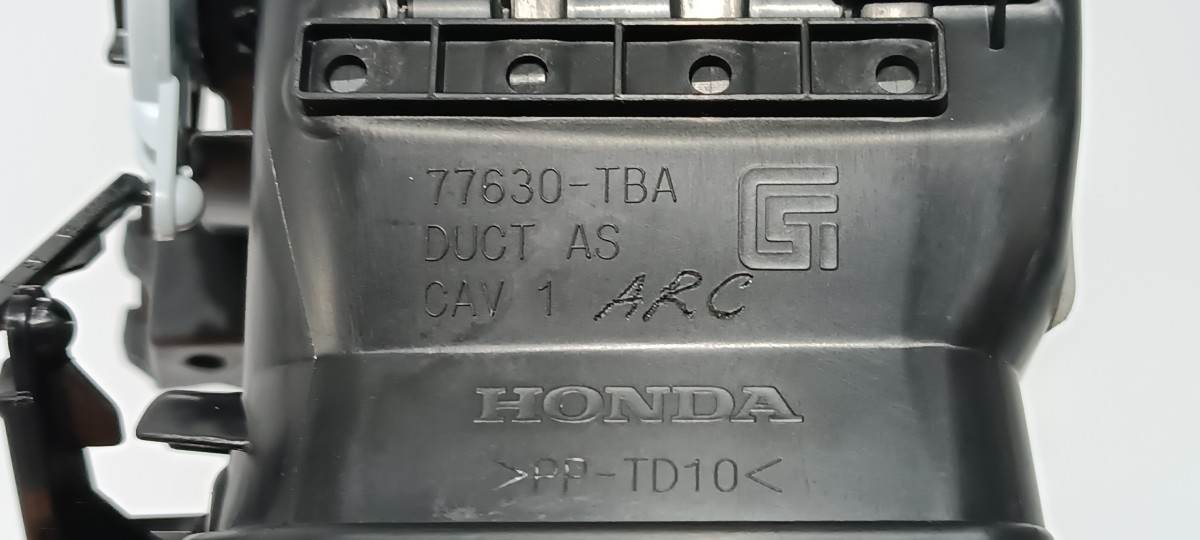 77630-TBA
DUCT AS
CAV 1 ARC
HONDA
>PP-TD10<